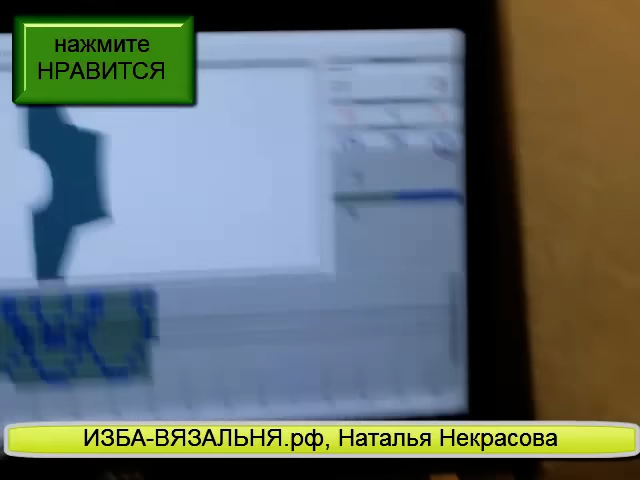 нажмите
НРАВИТСЯ
ИЗБА-ВЯЗАЛЬНЯ.рф, Наталья Некрасова